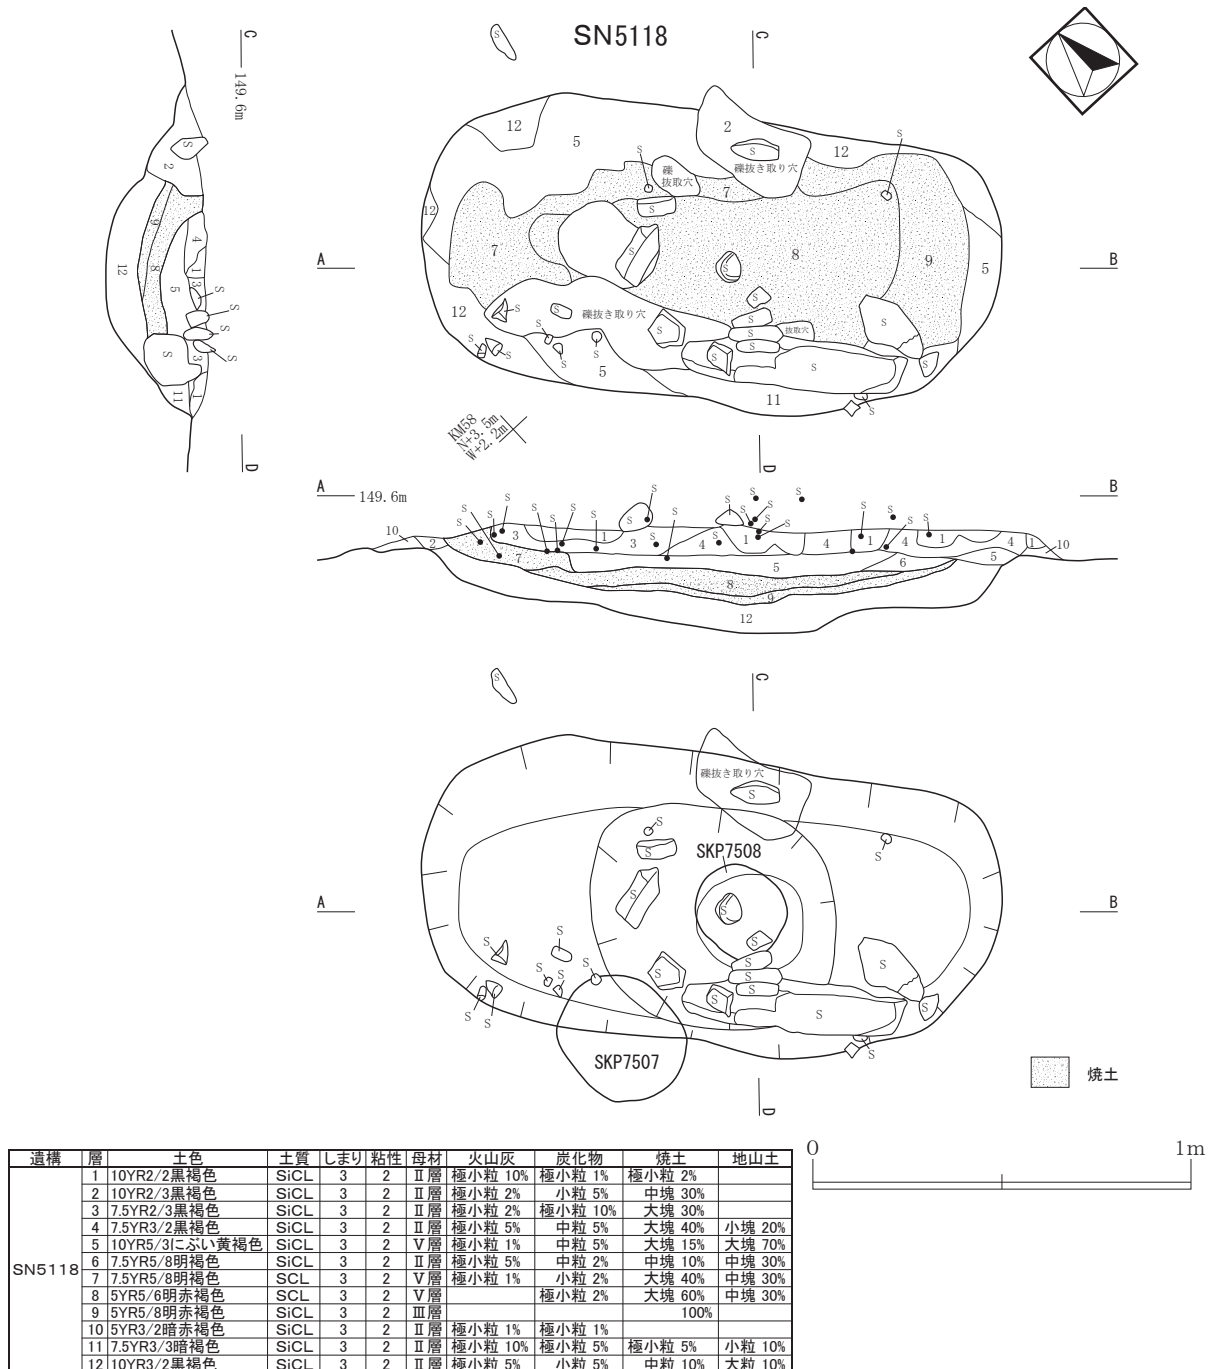 SN5118
C
149.6m
D
C
12
5
2
S
礫抜き取り穴
12
S
礫
抜取穴
S
7
S
12
A
7
S
S
8
9
5
B
12
S
S
礫抜き取り穴
S
S
抜取穴
S
S
S
5
S
11
KM58
N+3.5m
W+2.2m
D
A
149.6m
B
10
2
3
1
3
4
1
4
1
4
1
4
1
10
7
5
6
5
8
9
12
S
C
礫抜き取り穴
S
SKP7508
S
S
S
S
A
S
S
B
S
S
S
S
S
S
SKP7507
焼土
D
0 1m
遺構 層 土色 土質 しまり 粘性 母材 火山灰 炭化物 焼土 地山土
SN5118
1 10YR2/2黒褐色 SiCL 3 2 Ⅱ層 極小粒 10% 極小粒 1% 極小粒 2%
2 10YR2/3黒褐色 SiCL 3 2 Ⅱ層 極小粒 2% 小粒 5% 中塊 30%
3 7.5YR2/3黒褐色 SiCL 3 2 Ⅱ層 極小粒 2% 極小粒 10% 大塊 30%
4 7.5YR3/2黒褐色 SiCL 3 2 Ⅱ層 極小粒 5% 中粒 5% 大塊 40% 小塊 20%
5 10YR5/3にぶい黄褐色 SiCL 3 2 Ⅴ層 極小粒 1% 中粒 5% 大塊 15% 大塊 70%
6 7.5YR5/8明褐色 SiCL 3 2 Ⅱ層 極小粒 5% 中粒 2% 中塊 10% 中塊 30%
7 7.5YR5/8明褐色 SCL 3 2 Ⅴ層 極小粒 1% 小粒 2% 大塊 40% 中塊 30%
8 5YR5/6明赤褐色 SCL 3 2 Ⅴ層 極小粒 2% 大塊 60% 中塊 30%
9 5YR5/8明赤褐色 SiCL 3 2 Ⅲ層 100%
10 5YR3/2暗赤褐色 SiCL 3 2 Ⅱ層 極小粒 1% 極小粒 1%
11 7.5YR3/3暗褐色 SiCL 3 2 Ⅱ層 極小粒 10% 極小粒 5% 極小粒 5% 小粒 10%
12 10YR3/2黒褐色 SiCL 3 2 Ⅱ層 極小粒 5% 小粒 5% 中粒 10% 大粒 10%